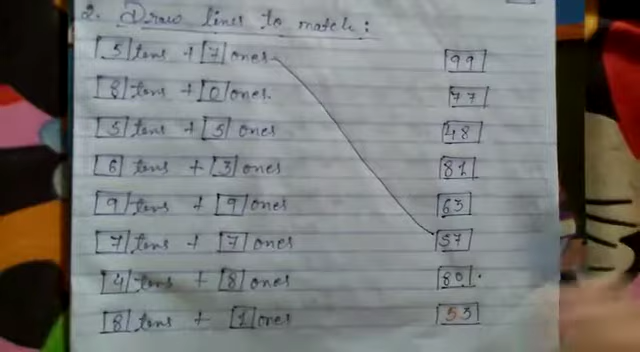 2. Draw lines to match:
5 tens + 7 ones 99
8 tens + 0 ones. 77
5 tens + 5 ones 48
6 tens + 3 ones 81
9 tens + 9 ones 63
7 tens + 7 ones 57
4 tens + 8 ones 80.
8 tens + 1 ones 55